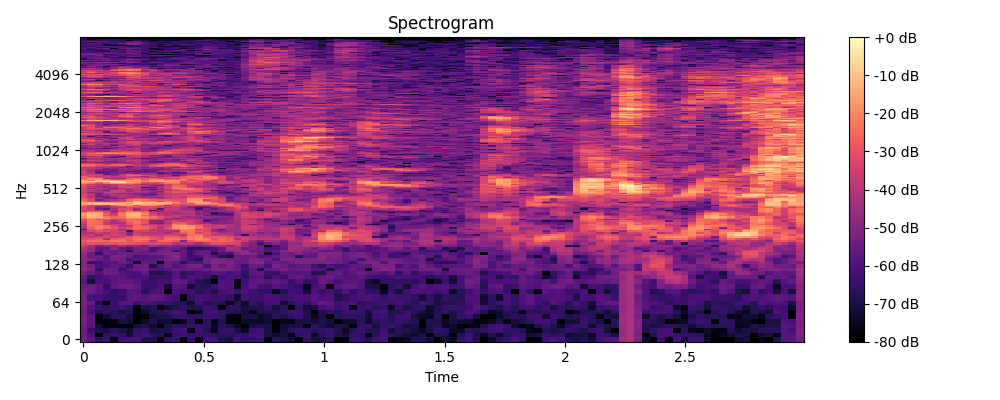 Spectrogram
Hz
4096
2048
1024
512
256
128
64
0
0
0.5
1
1.5
2
2.5
Time
+0 dB
-10 dB
-20 dB
-30 dB
-40 dB
-50 dB
-60 dB
-70 dB
-80 dB